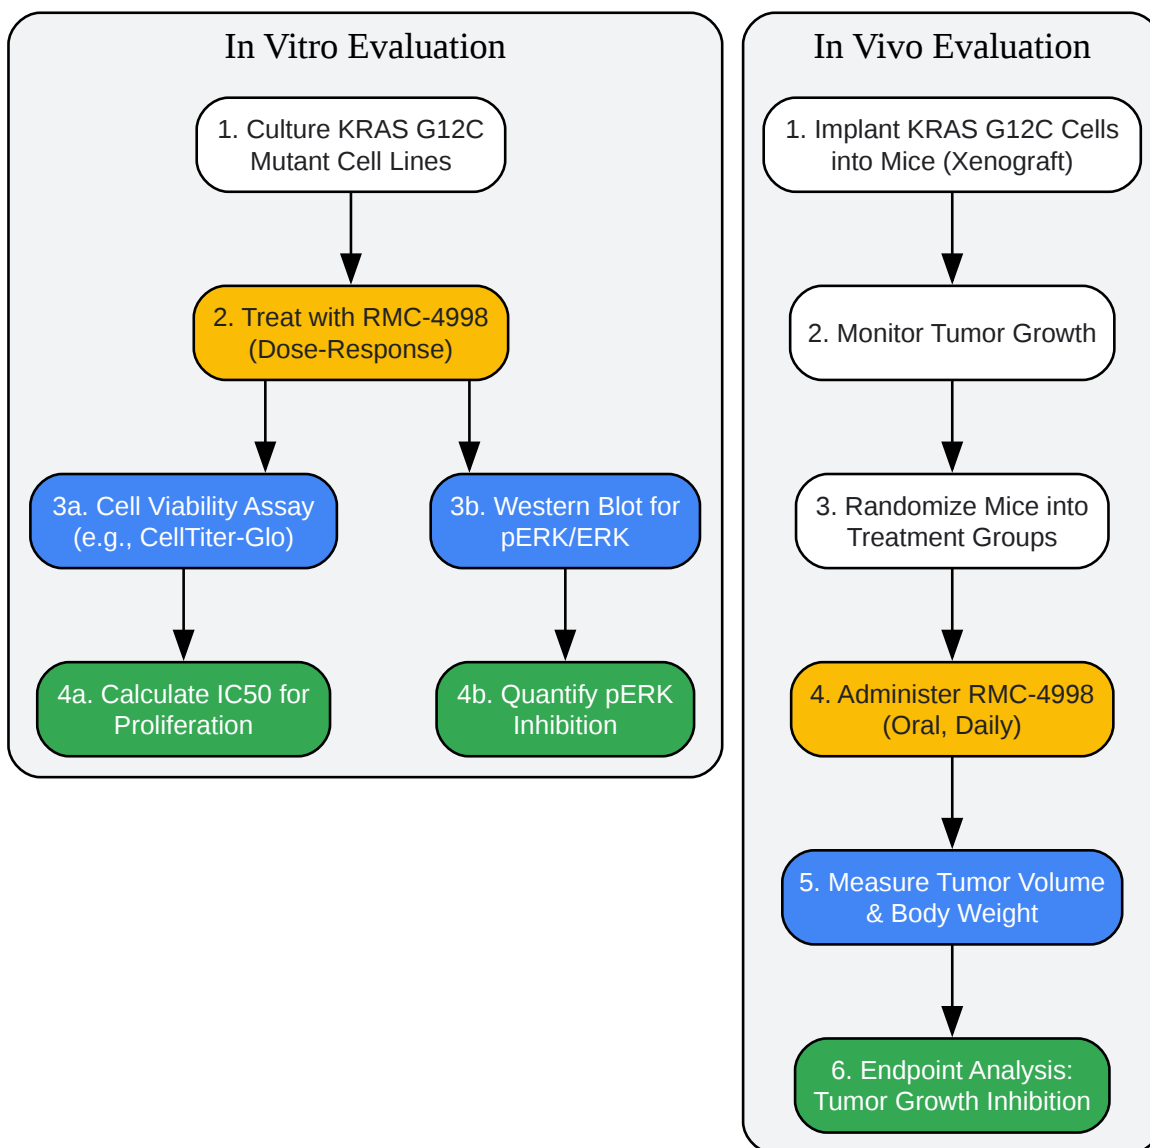 In Vitro Evaluation
1. Culture KRAS G12C
Mutant Cell Lines
2. Treat with RMC-4998
(Dose-Response)
3a. Cell Viability Assay
(e.g., CellTiter-Glo)
3b. Western Blot for
pERK/ERK
4a. Calculate IC50 for
Proliferation
4b. Quantify pERK
Inhibition
In Vivo Evaluation
1. Implant KRAS G12C Cells
into Mice (Xenograft)
2. Monitor Tumor Growth
3. Randomize Mice into
Treatment Groups
4. Administer RMC-4998
(Oral, Daily)
5. Measure Tumor Volume
& Body Weight
6. Endpoint Analysis:
Tumor Growth Inhibition